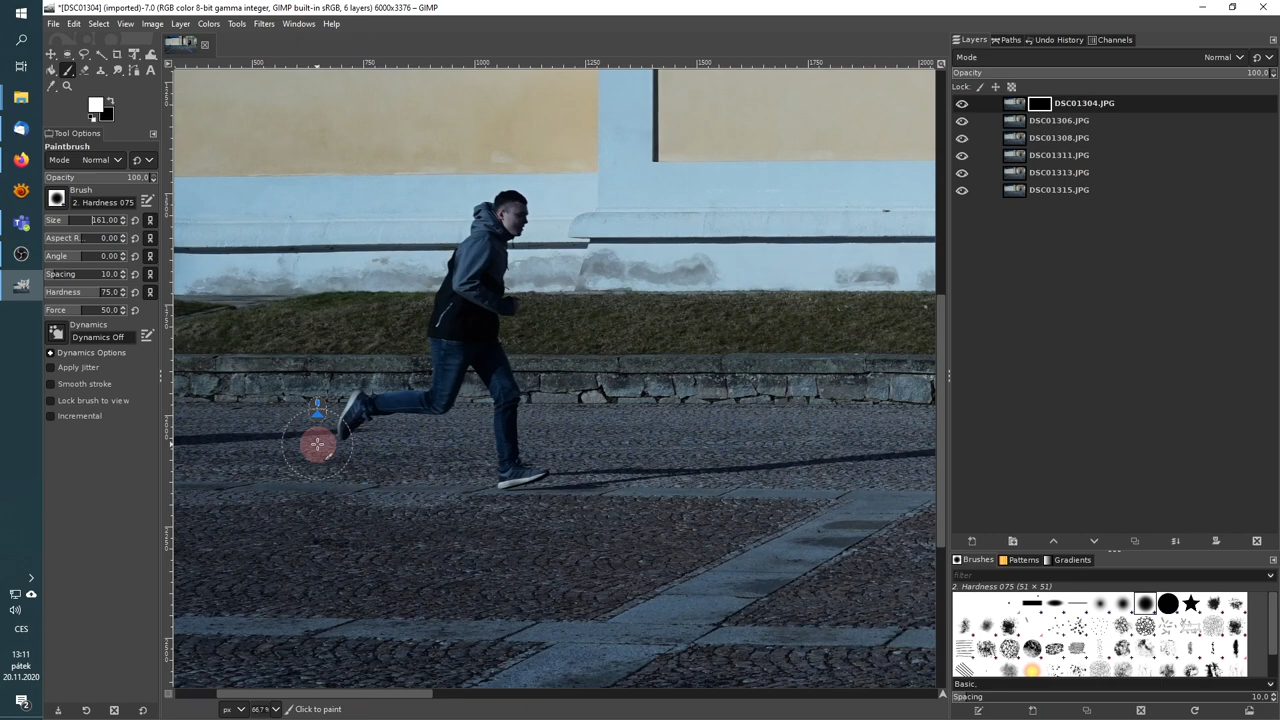 *[DSC01304] (imported)-7.0 (RGB color 8-bit gamma integer, GIMP built-in sRGB, 6 layers) 6000x3376 – GIMP
File Edit Select View Image Layer Colors Tools Filters Windows Help
Layers Paths Undo History Channels
Mode Normal
Opacity 100,0
Lock:
DSC01304.JPG
DSC01306.JPG
DSC01308.JPG
DSC01311.JPG
DSC01313.JPG
DSC01315.JPG
500 750 1000 1250 1500 1750 2000
Tool Options
Paintbrush
Mode Normal
Opacity 100,0
Brush
2. Hardness 075
Size 161,00
Aspect R... 0,00
Angle 0,00
Spacing 10,0
Hardness 75,0
Force 50,0
Dynamics
Dynamics Off
Dynamics Options
Apply Jitter
Smooth stroke
Lock brush to view
Incremental
Brushes Patterns Gradients
filter
2. Hardness 075 (51 × 51)
Basic,
Spacing 10,0
CES
13:11
pátek
20.11.2020
2
px 66,7 % Click to paint